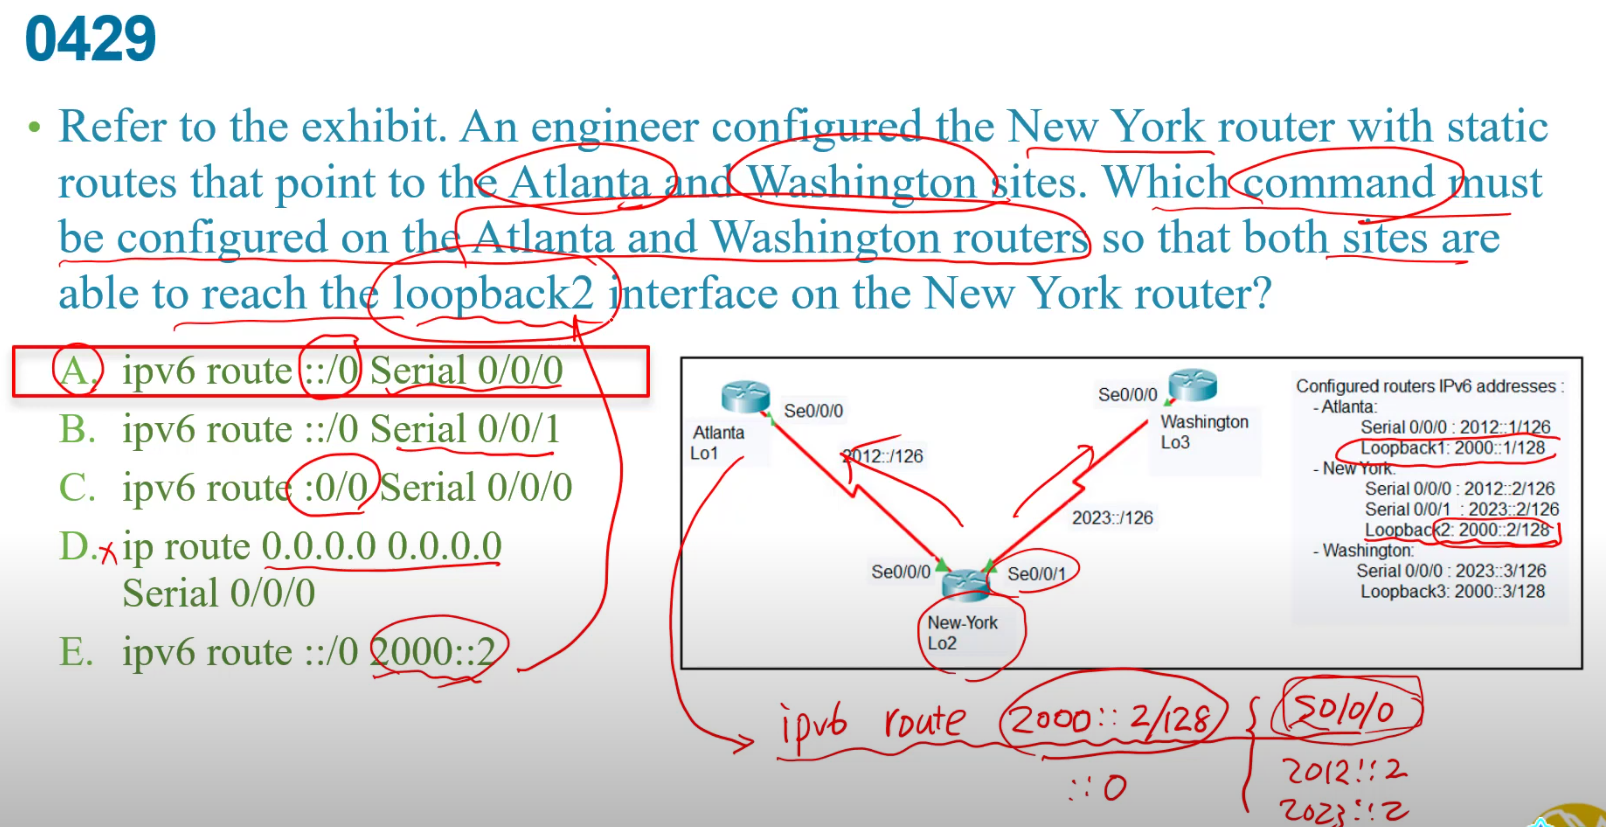 0429
• Refer to the exhibit. An engineer configured the New York router with static
routes that point to the Atlanta and Washington sites. Which command must
be configured on the Atlanta and Washington routers so that both sites are
able to reach the loopback2 interface on the New York router?
A. ipv6 route ::/0 Serial 0/0/0
B. ipv6 route ::/0 Serial 0/0/1
C. ipv6 route :0/0 Serial 0/0/0
D. ip route 0.0.0.0 0.0.0.0
Serial 0/0/0
E. ipv6 route ::/0 2000::2
Se0/0/0
Atlanta
Lo1
2012::/126
Se0/0/0
Washington
Lo3
2023::/126
Se0/0/0
Se0/0/1
New-York
Lo2
Configured routers IPv6 addresses :
- Atlanta:
Serial 0/0/0 : 2012::1/126
Loopback1: 2000::1/128
- New York:
Serial 0/0/0 : 2012::2/126
Serial 0/0/1 : 2023::2/126
Loopback2: 2000::2/128
- Washington:
Serial 0/0/0 : 2023::3/126
Loopback3: 2000::3/128
ipv6 route 2000::2/128 { S0/0/0
::0
2012::2
2023::2